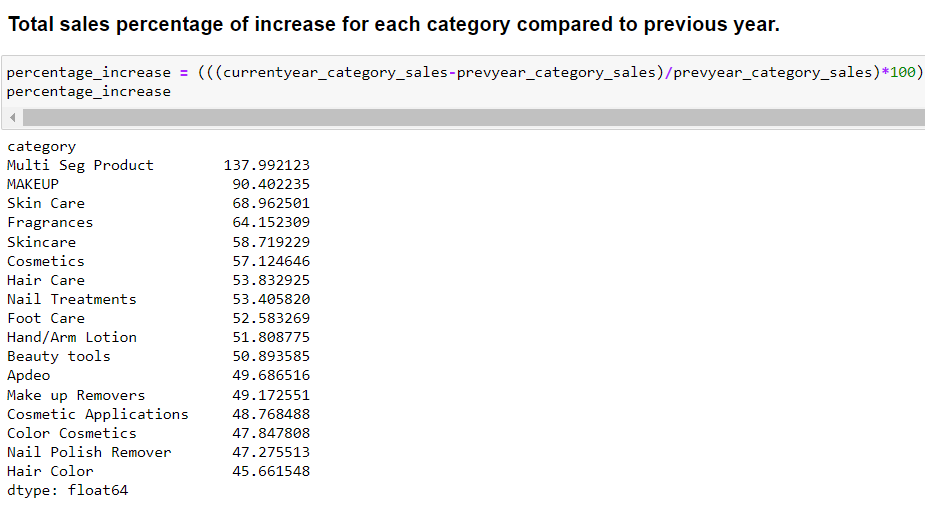 Total sales percentage of increase for each category compared to previous year.
percentage_increase = (((currentyear_category_sales-prevyear_category_sales)/prevyear_category_sales)*100)
percentage_increase
category
Multi Seg Product 137.992123
MAKEUP 90.402235
Skin Care 68.962501
Fragrances 64.152309
Skincare 58.719229
Cosmetics 57.124646
Hair Care 53.832925
Nail Treatments 53.405820
Foot Care 52.583269
Hand/Arm Lotion 51.808775
Beauty tools 50.893585
Apdeo 49.686516
Make up Removers 49.172551
Cosmetic Applications 48.768488
Color Cosmetics 47.847808
Nail Polish Remover 47.275513
Hair Color 45.661548
dtype: float64